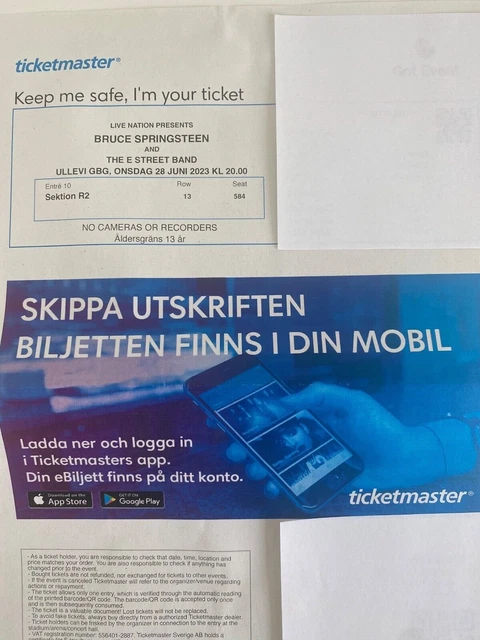 ticketmaster®
Keep me safe, I'm your ticket
LIVE NATION PRESENTS
BRUCE SPRINGSTEEN
AND
THE E STREET BAND
ULLEVI GBG, ONSDAG 28 JUNI 2023 KL 20.00
Entré 10 Row Seat
Sektion R2 13 584
NO CAMERAS OR RECORDERS
Åldersgräns 13 år
Got Event
SKIPPA UTSKRIFTEN
BILJETTEN FINNS I DIN MOBIL
Ladda ner och logga in
i Ticketmasters app.
Din eBiljett finns på ditt konto.
Download on the App Store
GET IT ON Google Play
ticketmaster®
- As a ticket holder, you are responsible to check that date, time, location and
price matches your order. You are also responsible to check if anything has
changed prior to the event.
- Bought tickets are not refunded, nor exchanged for tickets to other events.
- If the event is canceled Ticketmaster will refer to the organizer/venue regarding
actions or repayment.
- The ticket allows only one entry, which is verified through the automatic reading
of the printed barcode/QR code. The barcode/QR code is accepted only once
and is then subsequently consumed.
- The ticket is a valuable document! Lost tickets will not be replaced.
- To avoid fake tickets, always buy directly from a authorized Ticketmaster dealer.
- Ticket holders can be frisked by the organizer in connection to the entry at the
stadium/arena/concert hall.
- VAT registration number: 556401-2887. Ticketmaster Sverige AB holds a